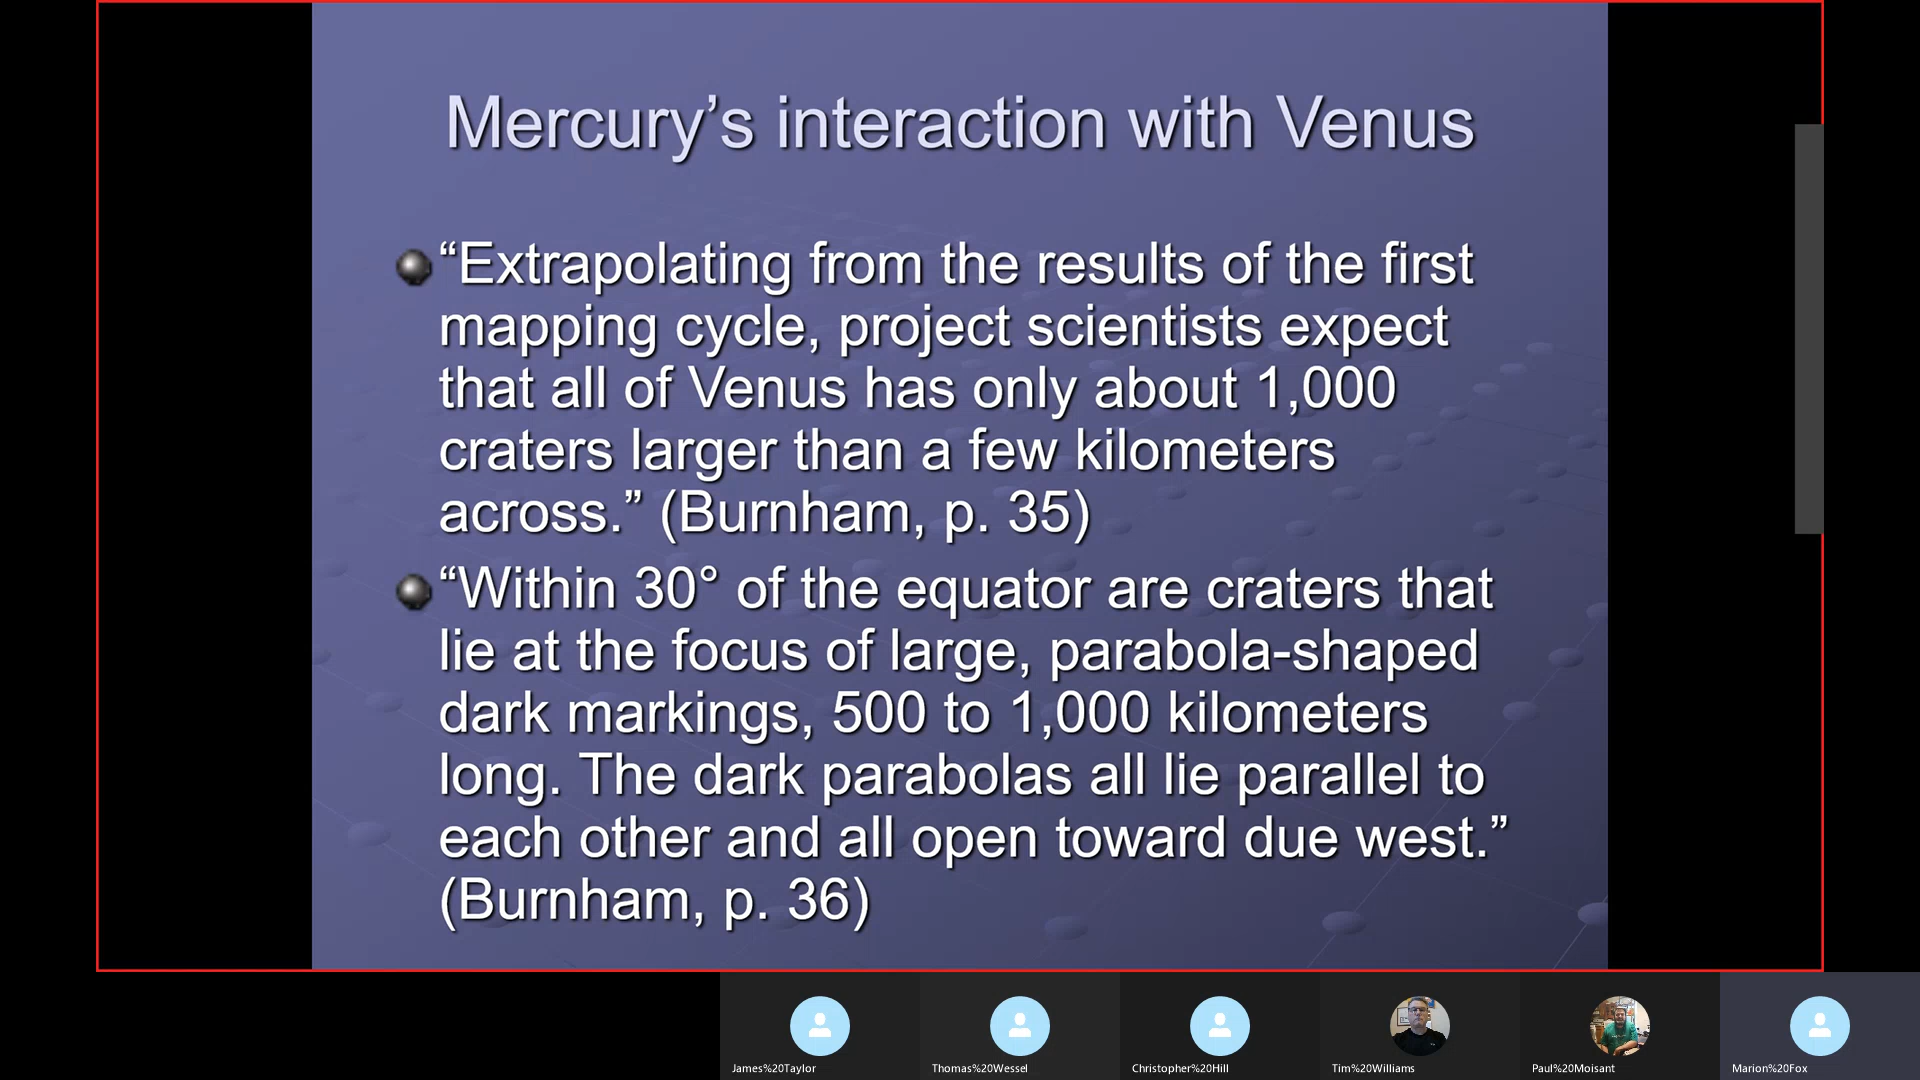 Mercury’s interaction with Venus
“Extrapolating from the results of the first
mapping cycle, project scientists expect
that all of Venus has only about 1,000
craters larger than a few kilometers
across.” (Burnham, p. 35)
“Within 30° of the equator are craters that
lie at the focus of large, parabola-shaped
dark markings, 500 to 1,000 kilometers
long. The dark parabolas all lie parallel to
each other and all open toward due west.”
(Burnham, p. 36)
James%20Taylor
Thomas%20Wessel
Christopher%20Hill
Tim%20Williams
Paul%20Moisant
Marion%20Fox